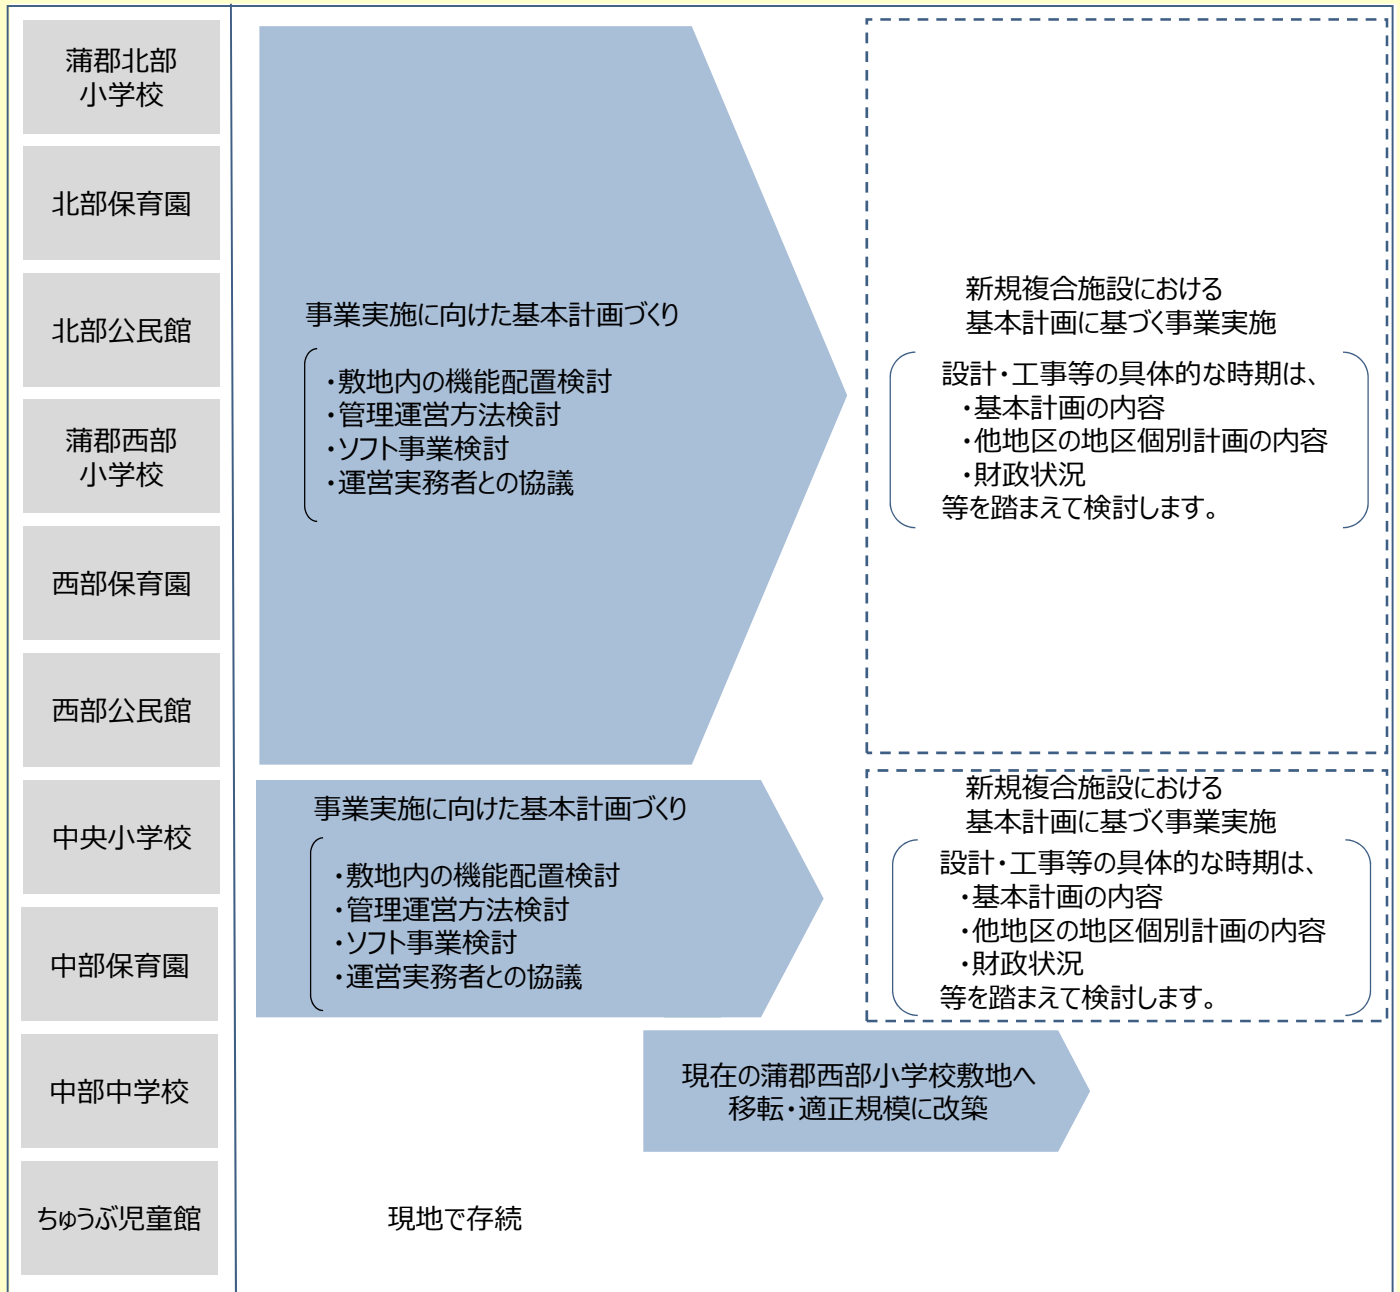 蒲郡北部
小学校
北部保育園
北部公民館
蒲郡西部
小学校
西部保育園
西部公民館
中央小学校
中部保育園
中部中学校
ちゅうぶ児童館
事業実施に向けた基本計画づくり
・敷地内の機能配置検討
・管理運営方法検討
・ソフト事業検討
・運営実務者との協議
新規複合施設における
基本計画に基づく事業実施
設計・工事等の具体的な時期は、
・基本計画の内容
・他地区の地区個別計画の内容
・財政状況
等を踏まえて検討します。
事業実施に向けた基本計画づくり
・敷地内の機能配置検討
・管理運営方法検討
・ソフト事業検討
・運営実務者との協議
新規複合施設における
基本計画に基づく事業実施
設計・工事等の具体的な時期は、
・基本計画の内容
・他地区の地区個別計画の内容
・財政状況
等を踏まえて検討します。
現在の蒲郡西部小学校敷地へ
移転・適正規模に改築
現地で存続